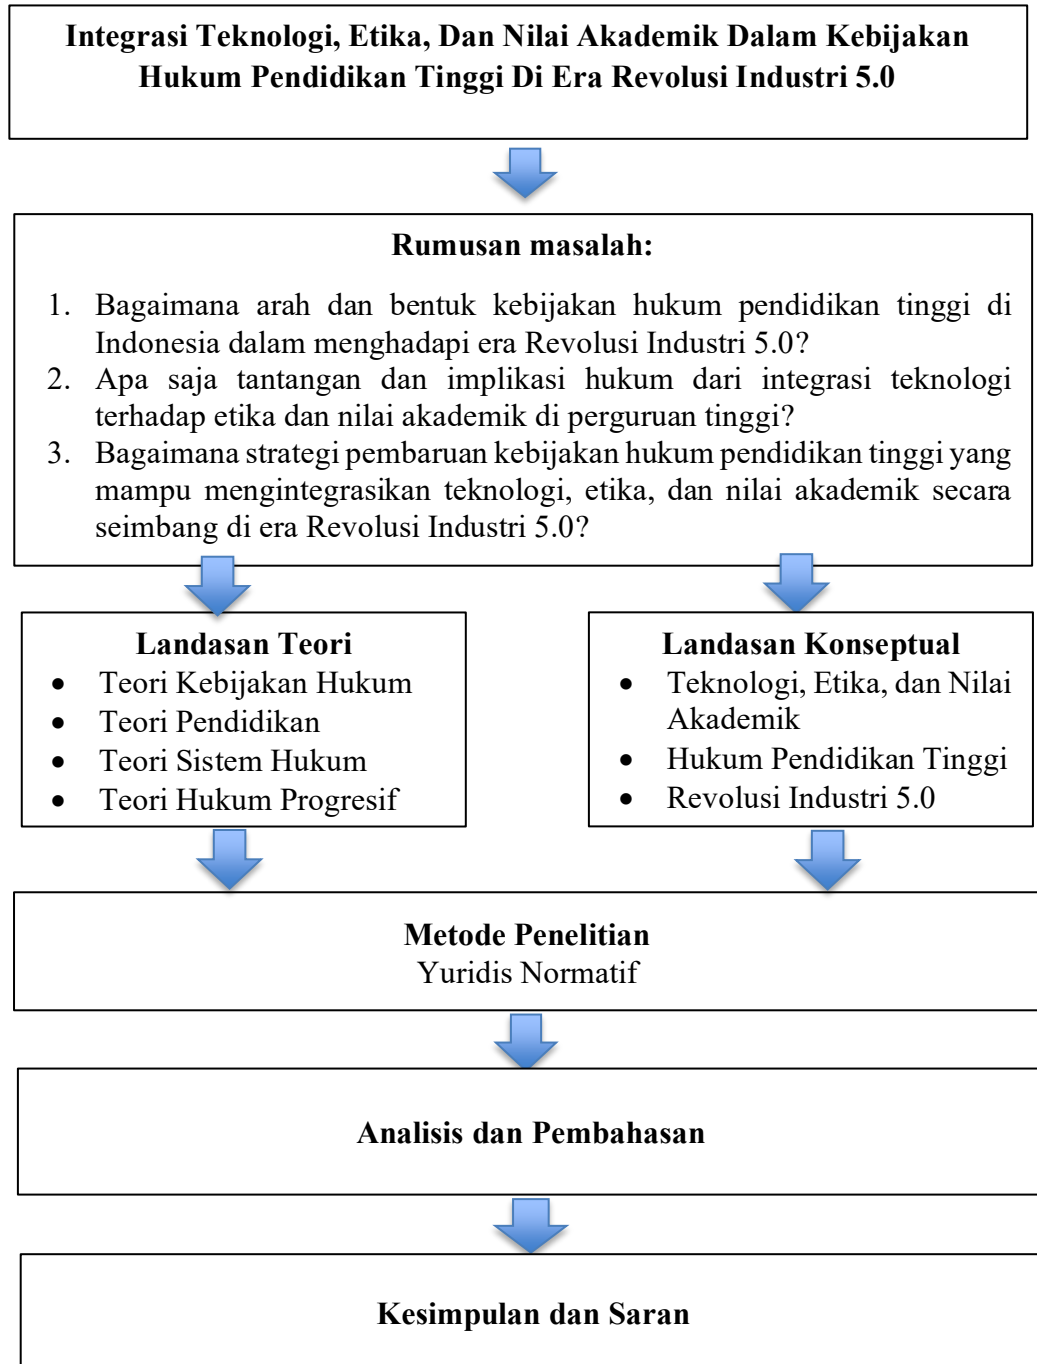 Integrasi Teknologi, Etika, Dan Nilai Akademik Dalam Kebijakan
Hukum Pendidikan Tinggi Di Era Revolusi Industri 5.0
Rumusan masalah:
1. Bagaimana arah dan bentuk kebijakan hukum pendidikan tinggi di
Indonesia dalam menghadapi era Revolusi Industri 5.0?
2. Apa saja tantangan dan implikasi hukum dari integrasi teknologi
terhadap etika dan nilai akademik di perguruan tinggi?
3. Bagaimana strategi pembaruan kebijakan hukum pendidikan tinggi yang
mampu mengintegrasikan teknologi, etika, dan nilai akademik secara
seimbang di era Revolusi Industri 5.0?
Landasan Teori
• Teori Kebijakan Hukum
• Teori Pendidikan
• Teori Sistem Hukum
• Teori Hukum Progresif
Landasan Konseptual
• Teknologi, Etika, dan Nilai
Akademik
• Hukum Pendidikan Tinggi
• Revolusi Industri 5.0
Metode Penelitian
Yuridis Normatif
Analisis dan Pembahasan
Kesimpulan dan Saran